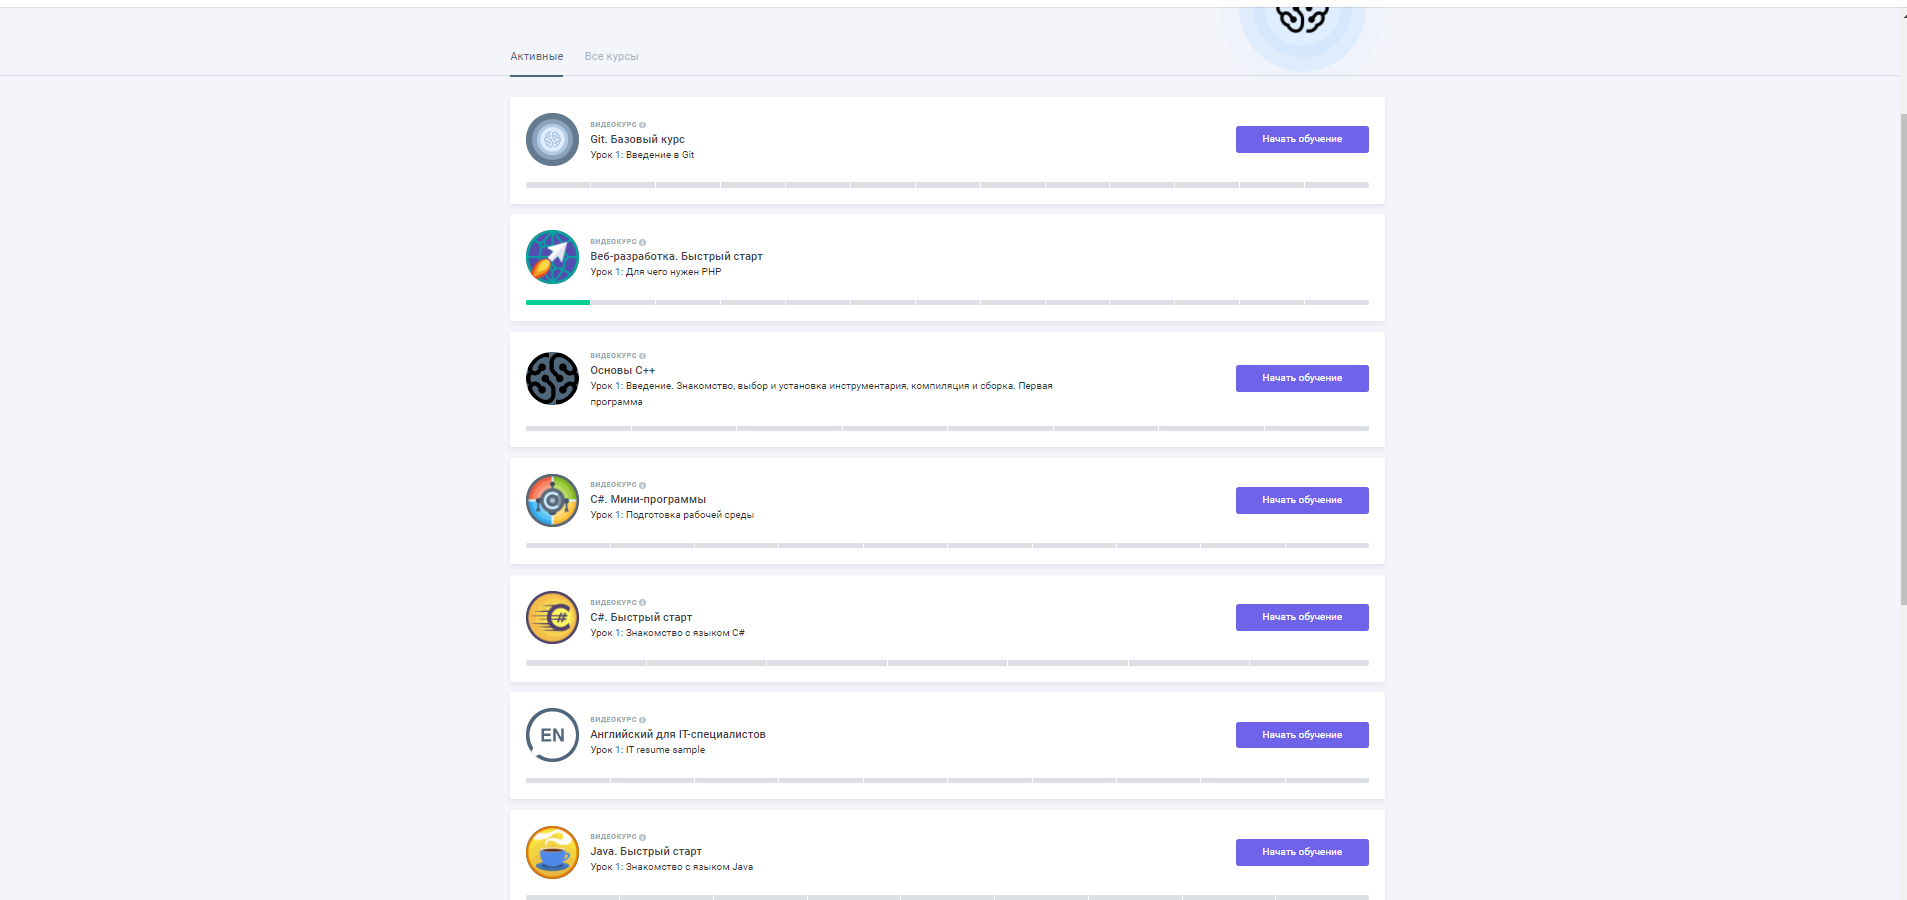 Активные Все курсы
ВИДЕОКУРС
Git. Базовый курс
Урок 1: Введение в Git
Начать обучение
ВИДЕОКУРС
Веб-разработка. Быстрый старт
Урок 1: Для чего нужен PHP
ВИДЕОКУРС
Основы C++
Урок 1: Введение. Знакомство, выбор и установка инструментария, компиляция и сборка. Первая
программа
Начать обучение
ВИДЕОКУРС
C#. Мини-программы
Урок 1: Подготовка рабочей среды
Начать обучение
C#
ВИДЕОКУРС
C#. Быстрый старт
Урок 1: Знакомство с языком C#
Начать обучение
EN
ВИДЕОКУРС
Английский для IT-специалистов
Урок 1: IT resume sample
Начать обучение
ВИДЕОКУРС
Java. Быстрый старт
Урок 1: Знакомство с языком Java
Начать обучение